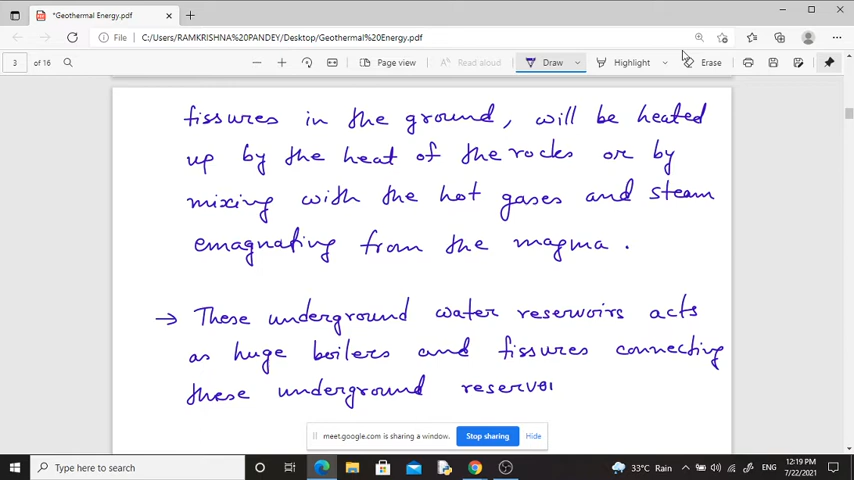 *Geothermal Energy.pdf
File C:/Users/RAMKRISHNA%20PANDEY/Desktop/Geothermal%20Energy.pdf
3 of 16 Page view Read aloud Draw Highlight Erase
fissures in the ground, will be heated
up by the heat of the rocks or by
mixing with the hot gases and steam
emagnating from the magma.
→ These underground water reservoirs acts
as huge boilers and fissures connecting
these underground reservoi
meet.google.com is sharing a window. Stop sharing Hide
Type here to search 33°C Rain ENG 12:19 PM
7/22/2021